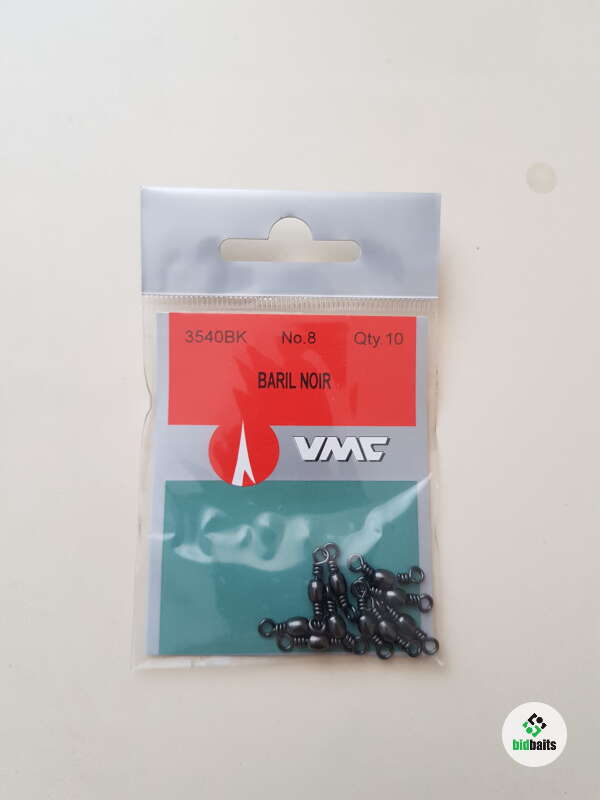 3540BK No.8 Qty.10
BARIL NOIR
VMC
bidbaits